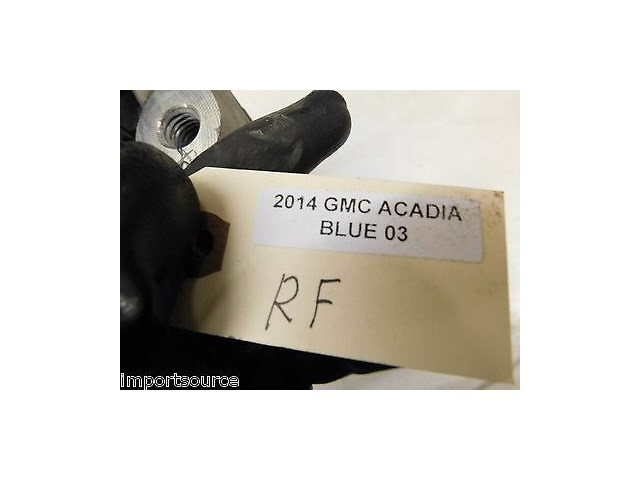 2014 GMC ACADIA
BLUE 03
RF
importsource